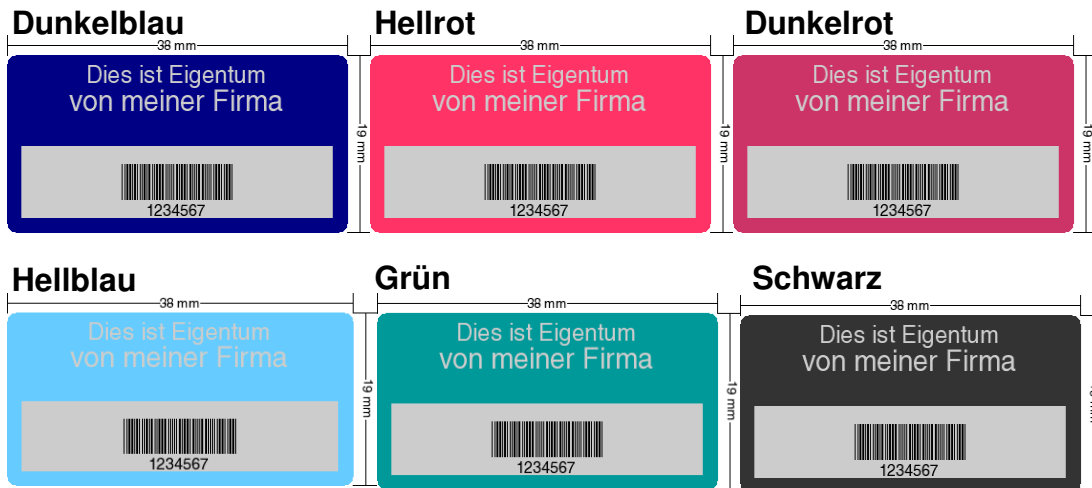 Dunkelblau
38 mm
Dies ist Eigentum
von meiner Firma
1234567
19 mm
Hellrot
38 mm
Dies ist Eigentum
von meiner Firma
1234567
19 mm
Dunkelrot
38 mm
Dies ist Eigentum
von meiner Firma
1234567
19 mm
Hellblau
38 mm
Dies ist Eigentum
von meiner Firma
1234567
19 mm
Grün
38 mm
Dies ist Eigentum
von meiner Firma
1234567
19 mm
Schwarz
38 mm
Dies ist Eigentum
von meiner Firma
1234567